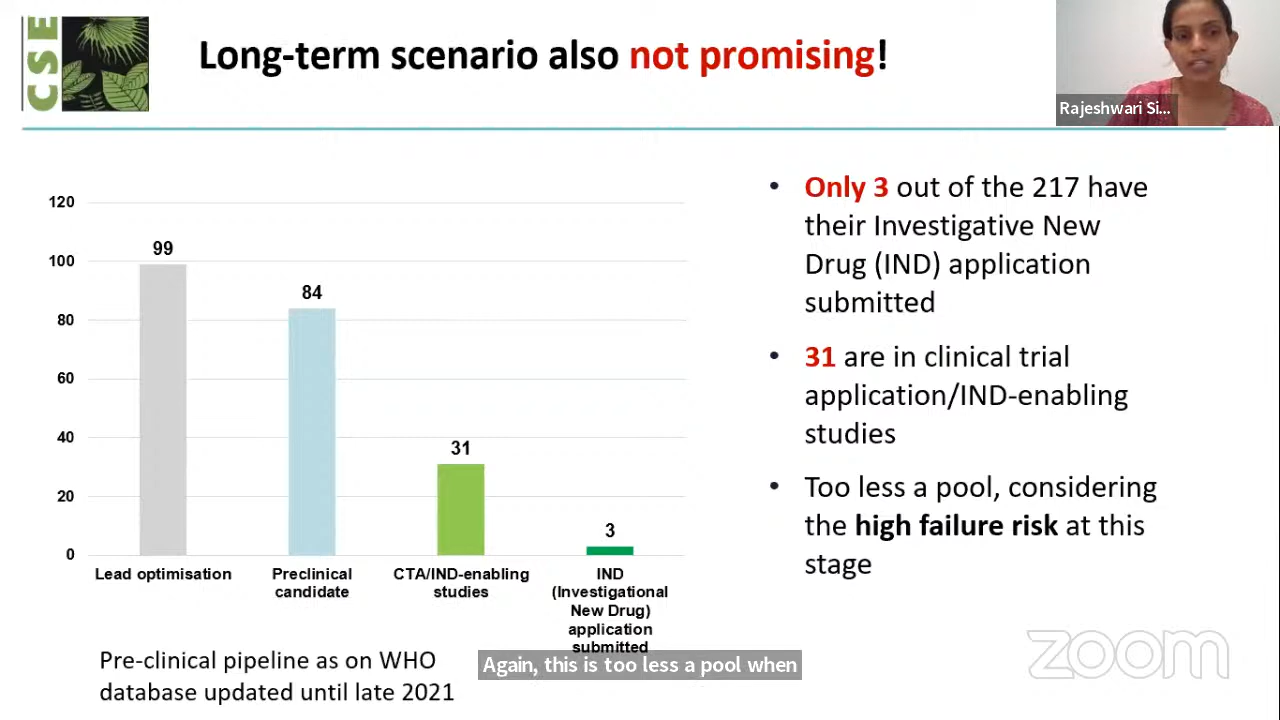 CSE
Long-term scenario also not promising!
Rajeshwari Si...
120
100
80
60
40
20
0
99
84
31
3
Lead optimisation
Preclinical
candidate
CTA/IND-enabling
studies
IND
(Investigational
New Drug)
application
submitted
• Only 3 out of the 217 have
their Investigative New
Drug (IND) application
submitted
• 31 are in clinical trial
application/IND-enabling
studies
• Too less a pool, considering
the high failure risk at this
stage
Pre-clinical pipeline as on WHO
database updated until late 2021
Again, this is too less a pool when
zoom